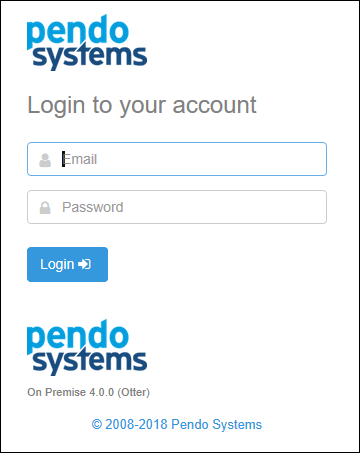 pendo
systems
Login to your account
Email
Password
Login
pendo
systems
On Premise 4.0.0 (Otter)
© 2008-2018 Pendo Systems